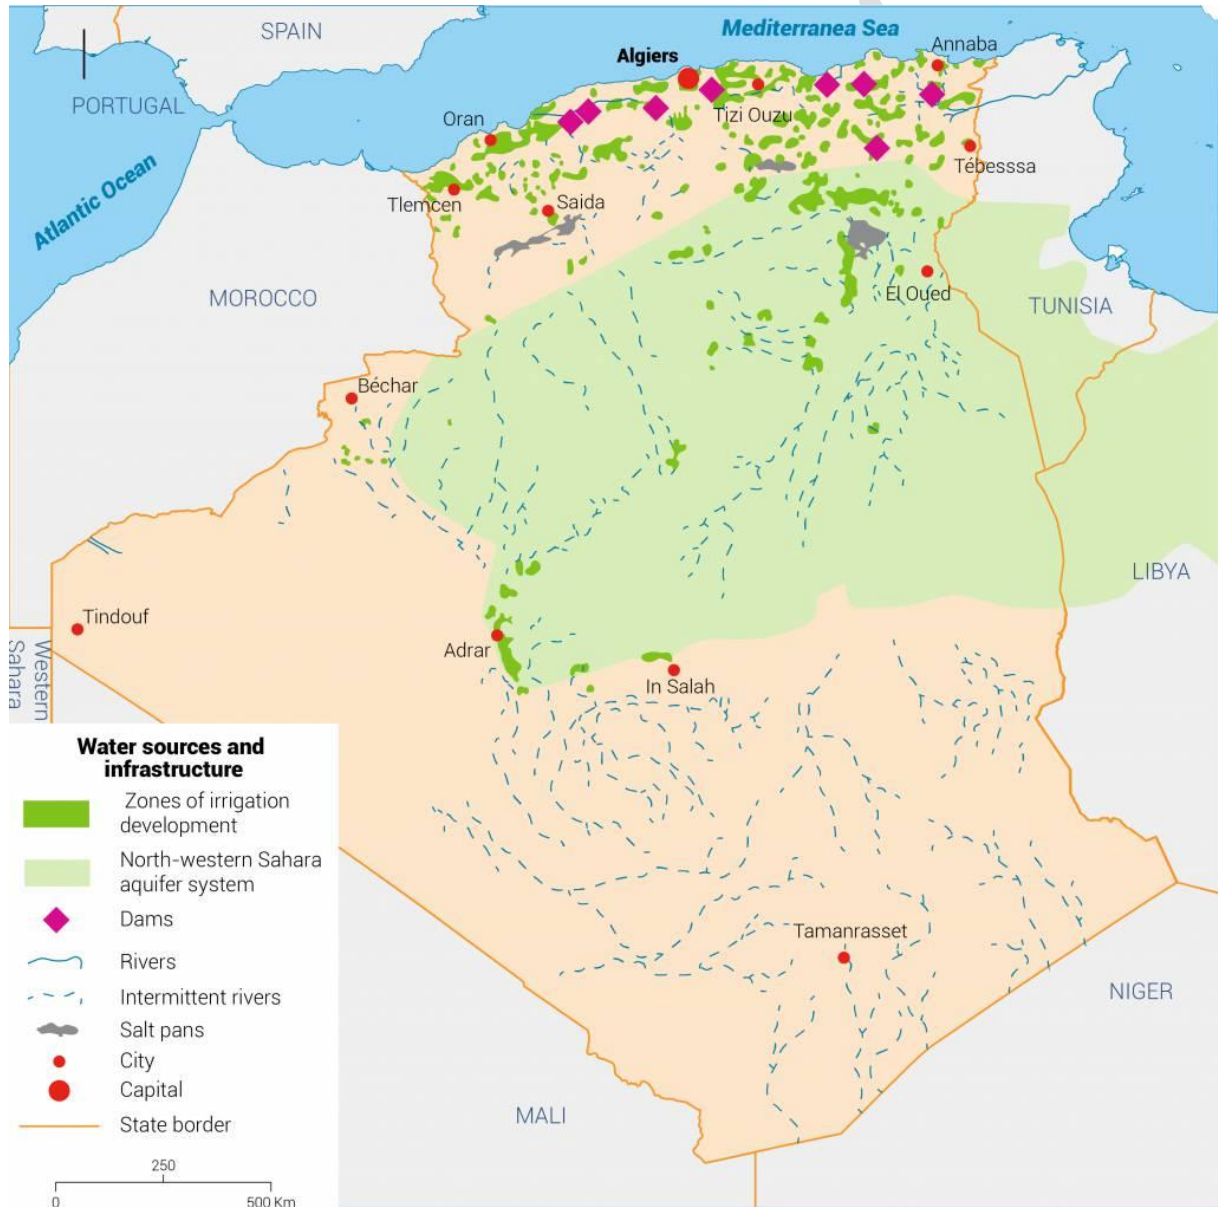 SPAIN
Mediterranea Sea
PORTUGAL
Algiers
Annaba
Oran
Tizi Ouzu
Atlantic Ocean
Tlemcen
Saida
Tébesssa
MOROCCO
El Oued
TUNISIA
Béchar
LIBYA
Tindouf
Adrar
In Salah
Western
Sahara
Tamanrasset
NIGER
MALI
Water sources and
infrastructure
Zones of irrigation
development
North-western Sahara
aquifer system
Dams
Rivers
Intermittent rivers
Salt pans
City
Capital
State border
250
0
500 Km